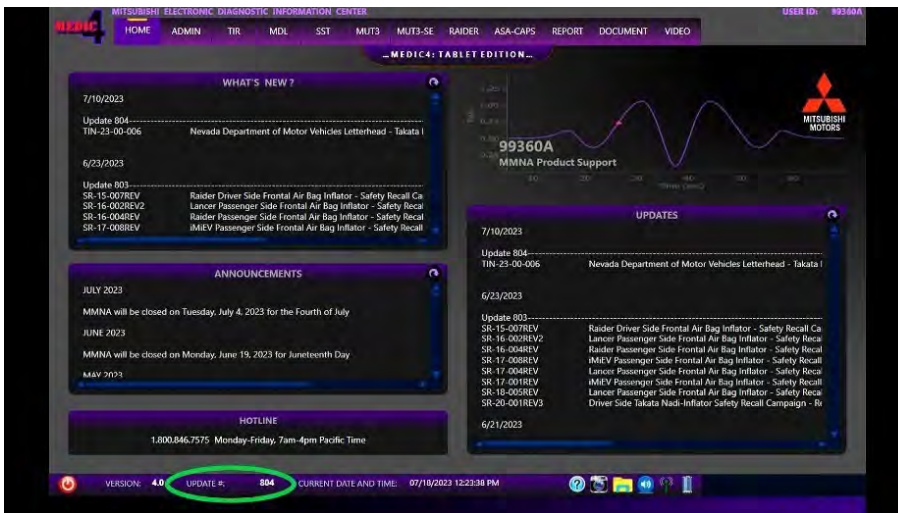 MITSUBISHI ELECTRONIC DIAGNOSTIC INFORMATION CENTER
USER ID: 99360A
MEDIC 4
HOME ADMIN TIR MDL SST MUT3 MUT3-SE RAIDER ASA-CAPS REPORT DOCUMENT VIDEO
...MEDIC4: TABLET EDITION...
WHAT'S NEW ?
7/10/2023
Update 804
TIN-23-00-006 Nevada Department of Motor Vehicles Letterhead - Takata
6/23/2023
Update 803
SR-15-007REV Raider Driver Side Frontal Air Bag Inflator - Safety Recall Ca
SR-16-002REV2 Lancer Passenger Side Frontal Air Bag Inflator - Safety Recal
SR-16-004REV Raider Passenger Side Frontal Air Bag Inflator - Safety Recal
SR-17-008REV iMiEV Passenger Side Frontal Air Bag Inflator - Safety Recall
99360A
MMNA Product Support
MITSUBISHI
MOTORS
ANNOUNCEMENTS
JULY 2023
MMNA will be closed on Tuesday, July 4, 2023 for the Fourth of July
JUNE 2023
MMNA will be closed on Monday, June 19, 2023 for Juneteenth Day
MAY 2023
HOTLINE
1.800.846.7575 Monday-Friday, 7am-4pm Pacific Time
UPDATES
7/10/2023
Update 804
TIN-23-00-006 Nevada Department of Motor Vehicles Letterhead - Takata
6/23/2023
Update 803
SR-15-007REV Raider Driver Side Frontal Air Bag Inflator - Safety Recall Ca
SR-16-002REV2 Lancer Passenger Side Frontal Air Bag Inflator - Safety Recal
SR-16-004REV Raider Passenger Side Frontal Air Bag Inflator - Safety Recal
SR-17-008REV iMiEV Passenger Side Frontal Air Bag Inflator - Safety Recall
SR-17-004REV Lancer Passenger Side Frontal Air Bag Inflator - Safety Recal
SR-17-001REV iMiEV Passenger Side Frontal Air Bag Inflator - Safety Recall
SR-18-005REV Lancer Passenger Side Frontal Air Bag Inflator - Safety Recal
SR-20-001REV3 Driver Side Takata Nadi-Inflator Safety Recall Campaign - Re
6/21/2023
VERSION: 4.0 UPDATE #: 804 CURRENT DATE AND TIME: 07/18/2023 12:23:38 PM